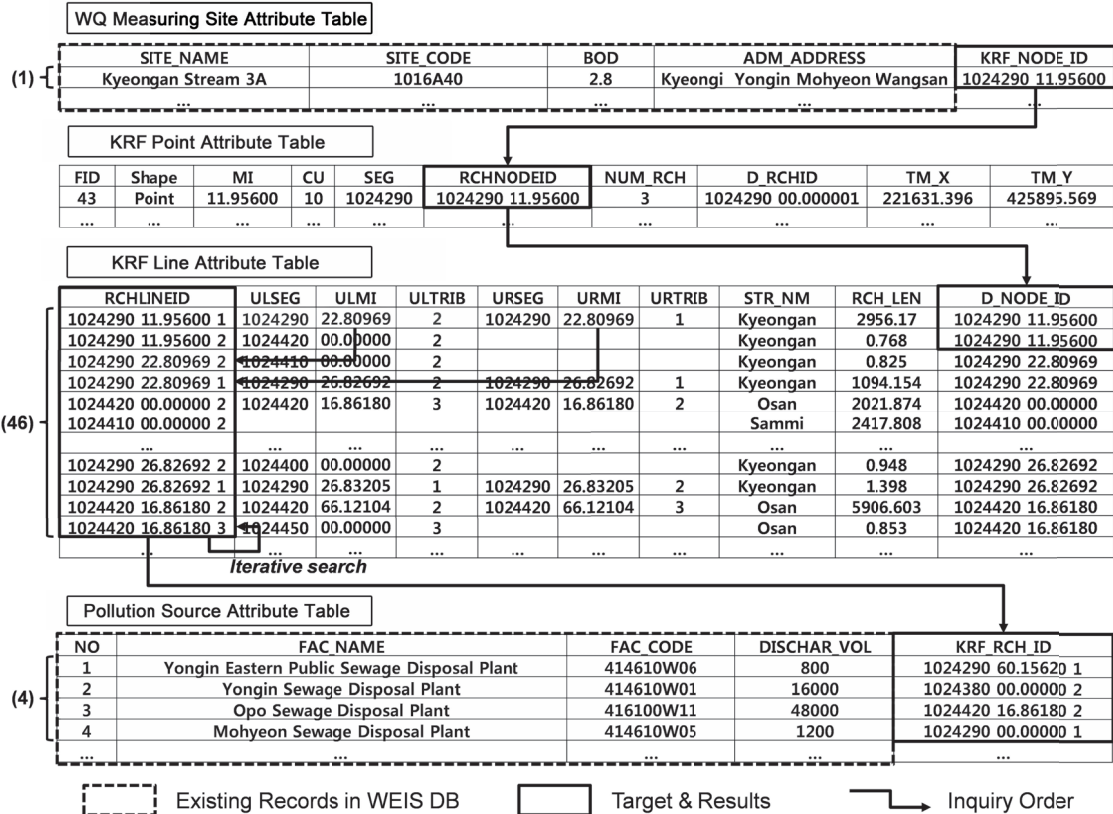 WQ Measuring Site Attribute Table
SITE_NAME SITE_CODE BOD ADM_ADDRESS KRF_NODE_ID
(1) Kyeongan Stream 3A 1016A40 2.8 Kyeongi Yongin Mohyeon Wangsan 1024290 11.95600
... ... ... ... ...
KRF Point Attribute Table
FID Shape MI CU SEG RCHNODEID NUM_RCH D_RCHID TM_X TM_Y
43 Point 11.95600 10 1024290 1024290 11.95600 3 1024290 00.000001 221631.396 425895.569
... ... ... ... ... ... ... ... ... ...
KRF Line Attribute Table
RCHLINEID ULSEG ULMI ULTRIB URSEG URMI URTRIB STR_NM RCH_LEN D_NODE_ID
1024290 11.95600 1 1024290 22.80969 2 1024290 22.80969 1 Kyeongan 2956.17 1024290 11.95600
1024290 11.95600 2 1024420 00.00000 2 Kyeongan 0.768 1024290 11.95600
1024290 22.80969 2 1024410 00.00000 2 Kyeongan 0.825 1024290 22.80969
1024290 22.80969 1 1024290 26.82692 2 1024290 26.82692 1 Kyeongan 1094.154 1024290 22.80969
1024420 00.00000 2 1024420 16.86180 3 1024420 16.86180 2 Osan 2021.874 1024420 00.00000
(46) 1024410 00.00000 2 Sammi 2417.808 1024410 00.00000
... ... ... ... ... ... ... ... ... ...
1024290 26.82692 2 1024400 00.00000 2 Kyeongan 0.948 1024290 26.82692
1024290 26.82692 1 1024290 26.83205 1 1024290 26.83205 2 Kyeongan 1.398 1024290 26.82692
1024420 16.86180 2 1024420 66.12104 2 1024420 66.12104 3 Osan 5906.603 1024420 16.86180
1024420 16.86180 3 1024450 00.00000 3 Osan 0.853 1024420 16.86180
... ... ... ... ... ... ... ... ... ...
Iterative search
Pollution Source Attribute Table
NO FAC_NAME FAC_CODE DISCHAR_VOL KRF_RCH_ID
1 Yongin Eastern Public Sewage Disposal Plant 414610W06 800 1024290 60.15620 1
2 Yongin Sewage Disposal Plant 414610W01 16000 1024380 00.00000 2
(4) 3 Opo Sewage Disposal Plant 416100W11 48000 1024420 16.86180 2
4 Mohyeon Sewage Disposal Plant 414610W05 1200 1024290 00.00000 1
... ... ... ... ...
Existing Records in WEIS DB Target & Results Inquiry Order